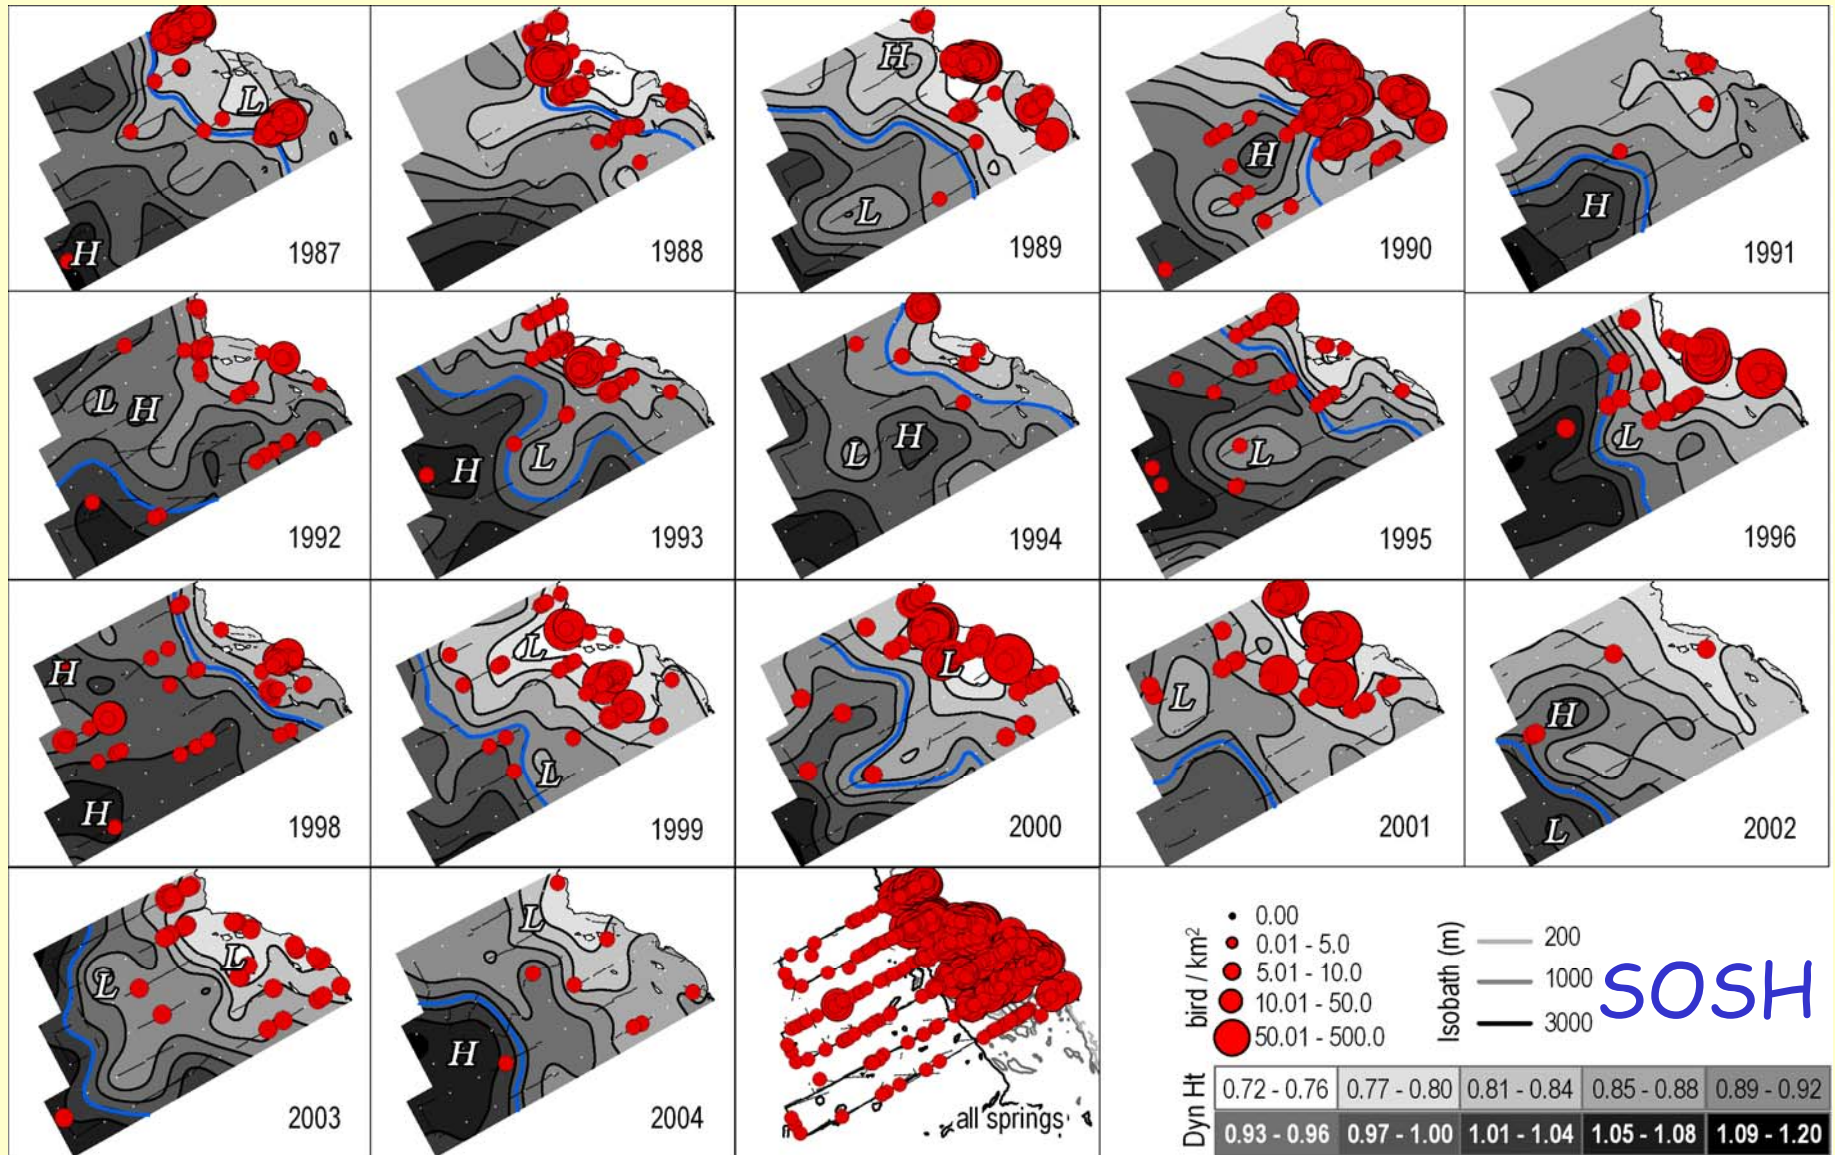 L
H
1987
1988
H
L
1989
H
1990
H
1991
L H
1992
H L
1993
L H
1994
L
1995
L
1996
H
H
1998
L
L
1999
L
2000
L
2001
H
L
2002
L L
2003
L
H
2004
all springs
bird / km²
0.00
0.01 - 5.0
5.01 - 10.0
10.01 - 50.0
50.01 - 500.0
Isobath (m)
200
1000
3000
SOSH
Dyn Ht
0.72 - 0.76 0.77 - 0.80 0.81 - 0.84 0.85 - 0.88 0.89 - 0.92
0.93 - 0.96 0.97 - 1.00 1.01 - 1.04 1.05 - 1.08 1.09 - 1.20